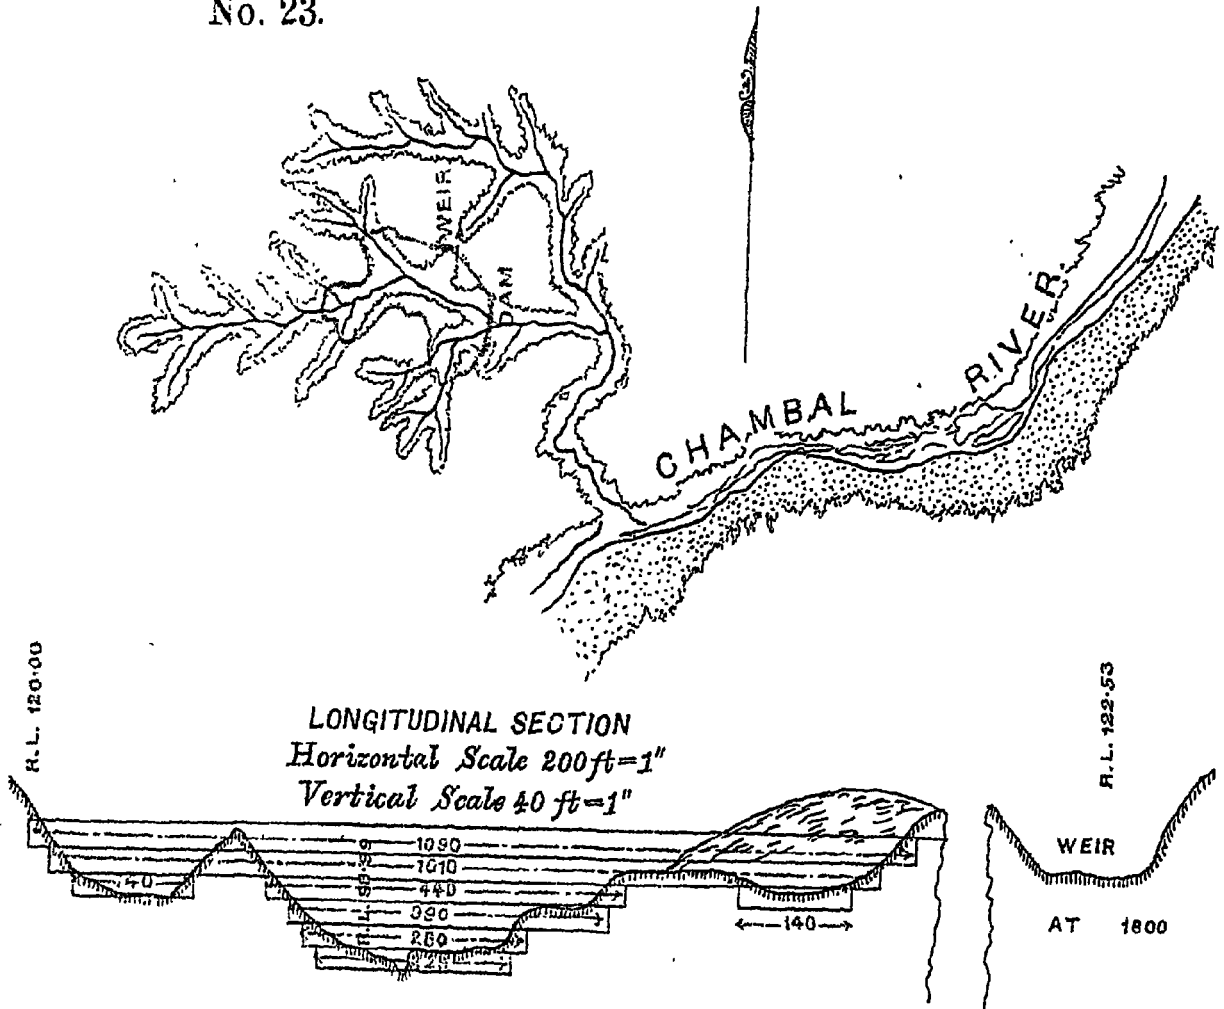 No. 23.
WEIR
DAM
CHAMBAL RIVER.
R.L. 120·00
R.L. 122·53
LONGITUDINAL SECTION
Horizontal Scale 200 ft=1"
Vertical Scale 40 ft=1"
1090
1010
440
390
260
40
140
WEIR
AT 1800